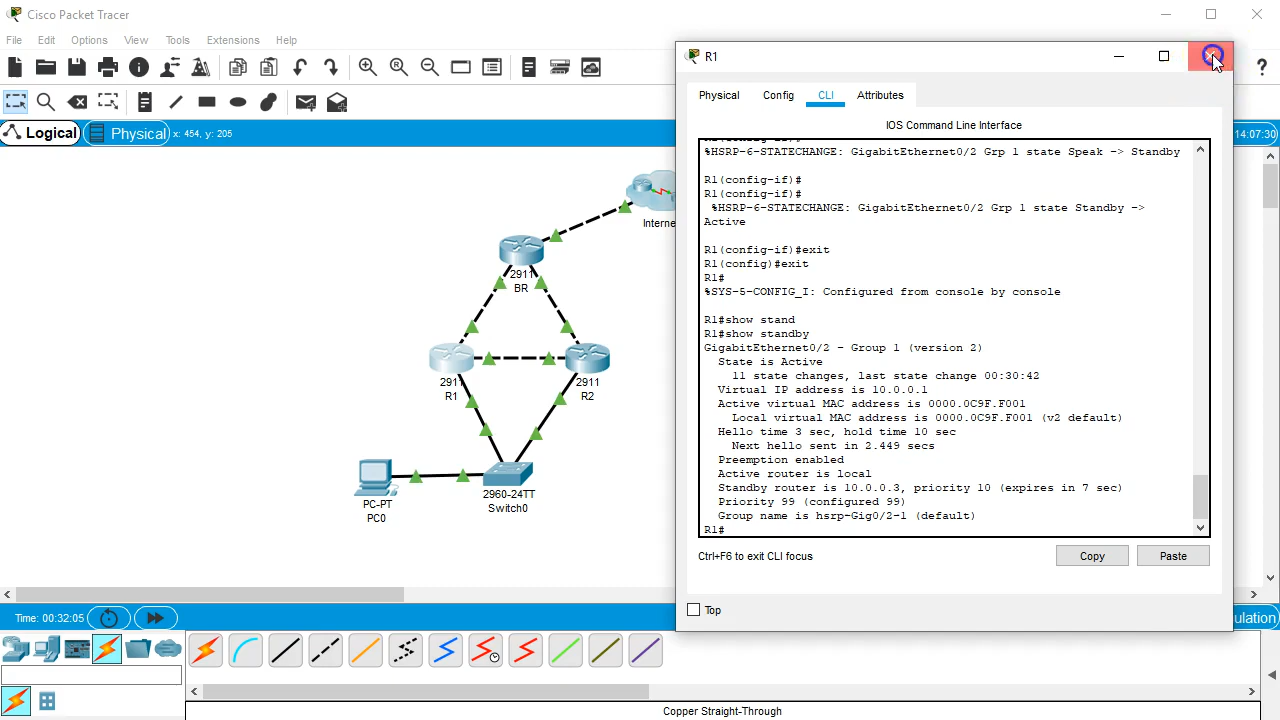 Cisco Packet Tracer
File Edit Options View Tools Extensions Help
Logical Physical x: 454, y: 205
14:07:30
R1
Physical Config CLI Attributes
IOS Command Line Interface
%HSRP-6-STATECHANGE: GigabitEthernet0/2 Grp 1 state Speak -> Standby
R1(config-if)#
R1(config-if)#
%HSRP-6-STATECHANGE: GigabitEthernet0/2 Grp 1 state Standby ->
Active
R1(config-if)#exit
R1(config)#exit
R1#
%SYS-5-CONFIG_I: Configured from console by console
R1#show stand
R1#show standby
GigabitEthernet0/2 - Group 1 (version 2)
State is Active
11 state changes, last state change 00:30:42
Virtual IP address is 10.0.0.1
Active virtual MAC address is 0000.0C9F.F001
Local virtual MAC address is 0000.0C9F.F001 (v2 default)
Hello time 3 sec, hold time 10 sec
Next hello sent in 2.449 secs
Preemption enabled
Active router is local
Standby router is 10.0.0.3, priority 10 (expires in 7 sec)
Priority 99 (configured 99)
Group name is hsrp-Gig0/2-1 (default)
R1#
Ctrl+F6 to exit CLI focus
Copy Paste
Top
Interne
2911
BR
2911
R1
2911
R2
PC-PT
PC0
2960-24TT
Switch0
Time: 00:32:05
ulation
Copper Straight-Through